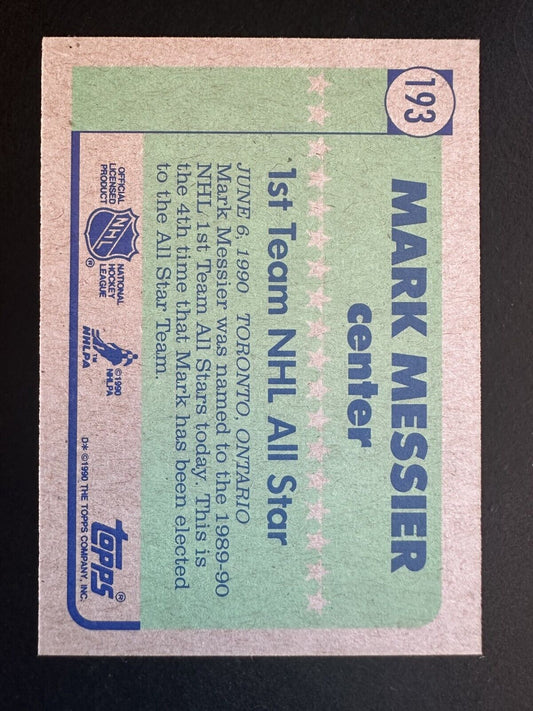 193
MARK MESSIER
center
1st Team NHL All Star
JUNE 6, 1990 TORONTO, ONTARIO
Mark Messier was named to the 1989-90
NHL 1st Team All Stars today. This is
the 4th time that Mark has been elected
to the All Star Team.
OFFICIAL
LICENSED
PRODUCT
NHL
®
NATIONAL
HOCKEY
LEAGUE
©1990
NHLPA
™
NHLPA
topps®
D* ©1990 THE TOPPS COMPANY, INC.